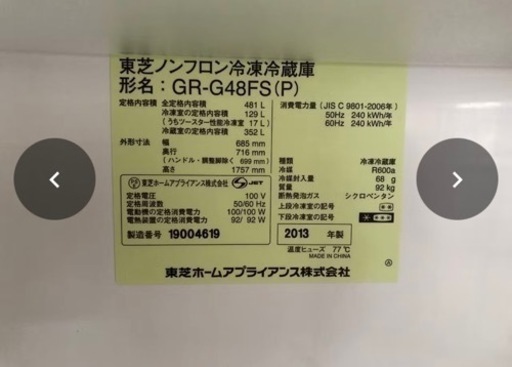 東芝ノンフロン冷凍冷蔵庫
形名：GR-G48FS(P)
定格内容積 全定格内容積 481 L
冷凍室の定格内容積 129 L
(うちツースター性能冷凍室 17 L)
冷蔵室の定格内容積 352 L
外形寸法 幅 685 mm
奥行 716 mm
(ハンドル・調整脚除く 699 mm)
高さ 1757 mm
東芝ホームアプライアンス株式会社 JET
定格電圧 100 V
定格周波数 50/60 Hz
電動機の定格消費電力 100/100 W
電熱装置の定格消費電力 92/ 92 W
製造番号 19004619
消費電力量 (JIS C 9801-2006年)
50Hz 240 kWh/年
60Hz 240 kWh/年
種類 冷凍冷蔵庫
冷媒 R600a
冷媒封入量 68 g
質量 92 kg
断熱発泡ガス シクロペンタン
上段冷凍室の記号
下段冷凍室の記号
2013 年製
温度ヒューズ 77℃
MADE IN CHINA
東芝ホームアプライアンス株式会社
Ⓐ